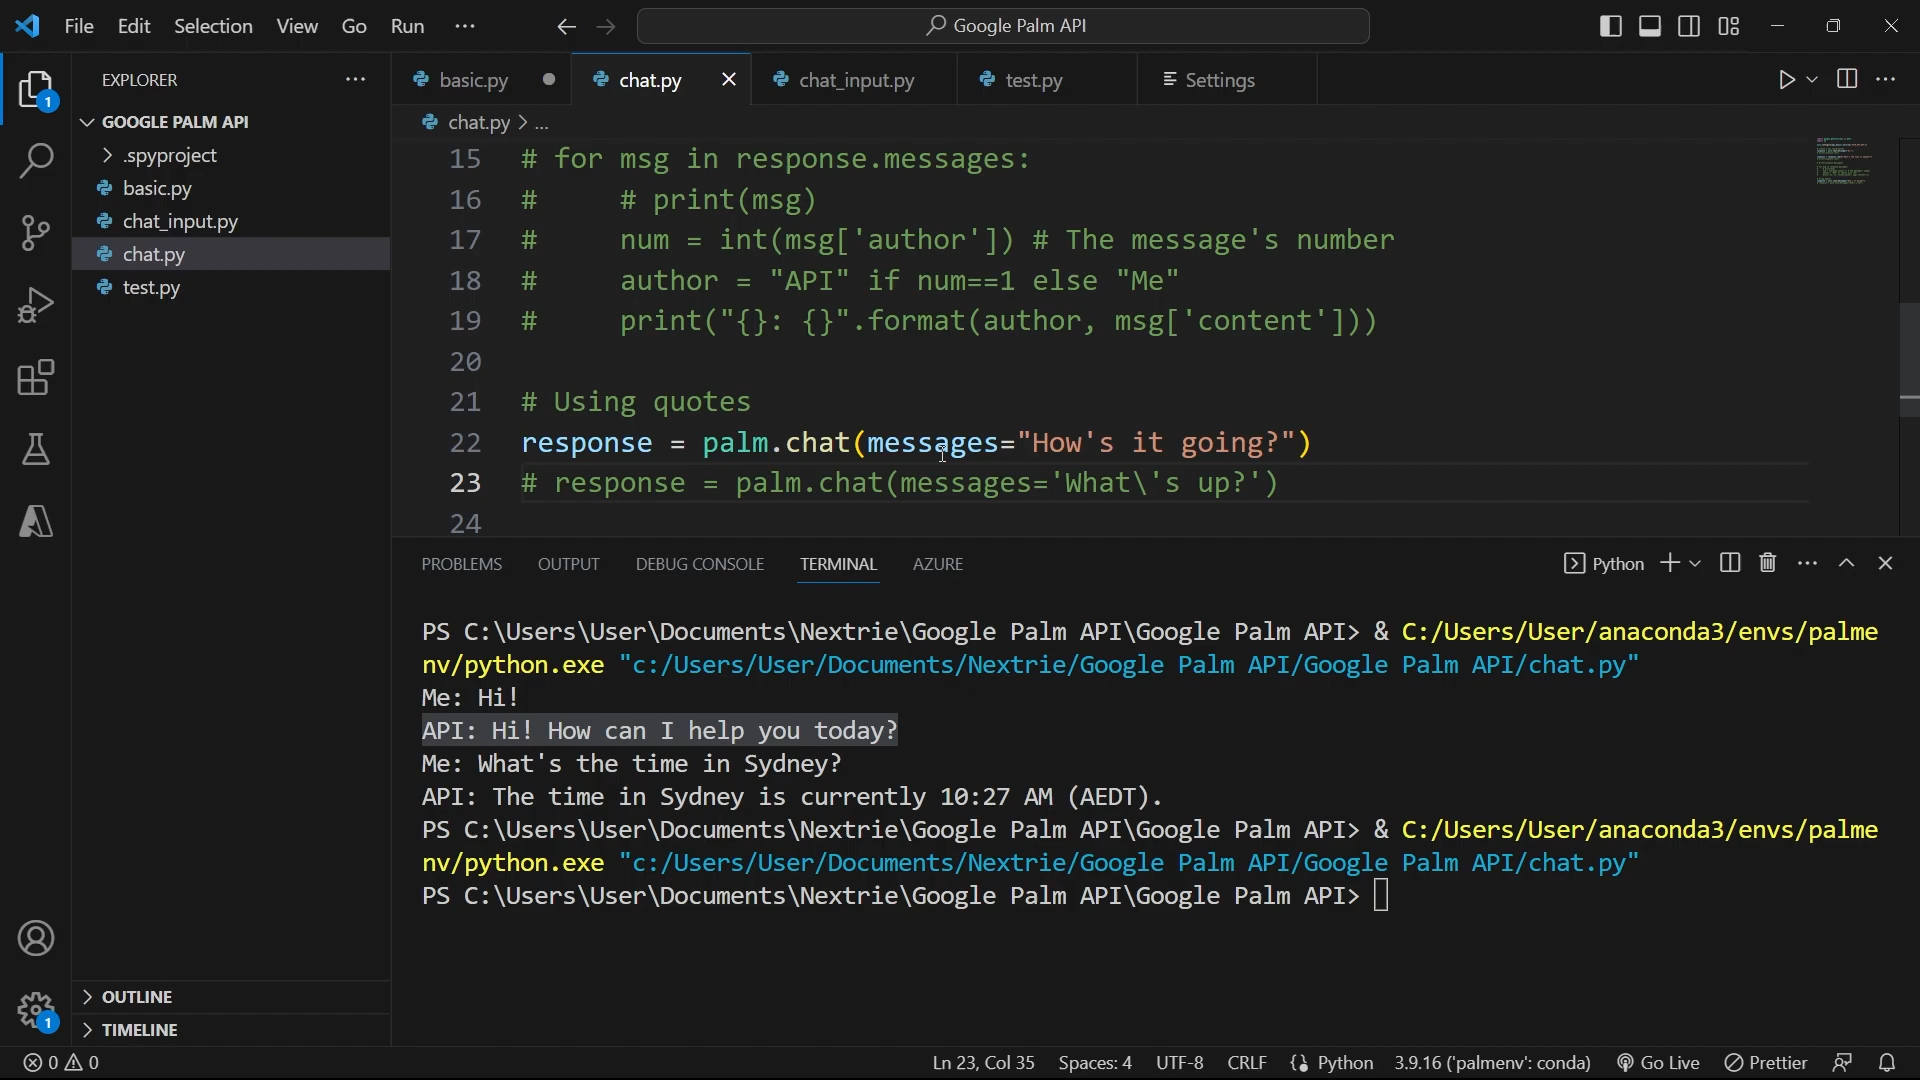 File Edit Selection View Go Run ··· Google Palm API
EXPLORER ···
GOOGLE PALM API
.spyproject
basic.py
chat_input.py
chat.py
test.py
OUTLINE
TIMELINE
1
1
basic.py chat.py chat_input.py test.py Settings
chat.py > ...
15 # for msg in response.messages:
16 #     # print(msg)
17 #     num = int(msg['author']) # The message's number
18 #     author = "API" if num==1 else "Me"
19 #     print("{}: {}".format(author, msg['content']))
20
21 # Using quotes
22 response = palm.chat(messages="How's it going?")
23 # response = palm.chat(messages='What\'s up?')
24
PROBLEMS OUTPUT DEBUG CONSOLE TERMINAL AZURE Python
PS C:\Users\User\Documents\Nextrie\Google Palm API\Google Palm API> & C:/Users/User/anaconda3/envs/palme
nv/python.exe "c:/Users/User/Documents/Nextrie/Google Palm API/Google Palm API/chat.py"
Me: Hi!
API: Hi! How can I help you today?
Me: What's the time in Sydney?
API: The time in Sydney is currently 10:27 AM (AEDT).
PS C:\Users\User\Documents\Nextrie\Google Palm API\Google Palm API> & C:/Users/User/anaconda3/envs/palme
nv/python.exe "c:/Users/User/Documents/Nextrie/Google Palm API/Google Palm API/chat.py"
PS C:\Users\User\Documents\Nextrie\Google Palm API\Google Palm API>
0 0 Ln 23, Col 35 Spaces: 4 UTF-8 CRLF {} Python 3.9.16 ('palmenv': conda) Go Live Prettier